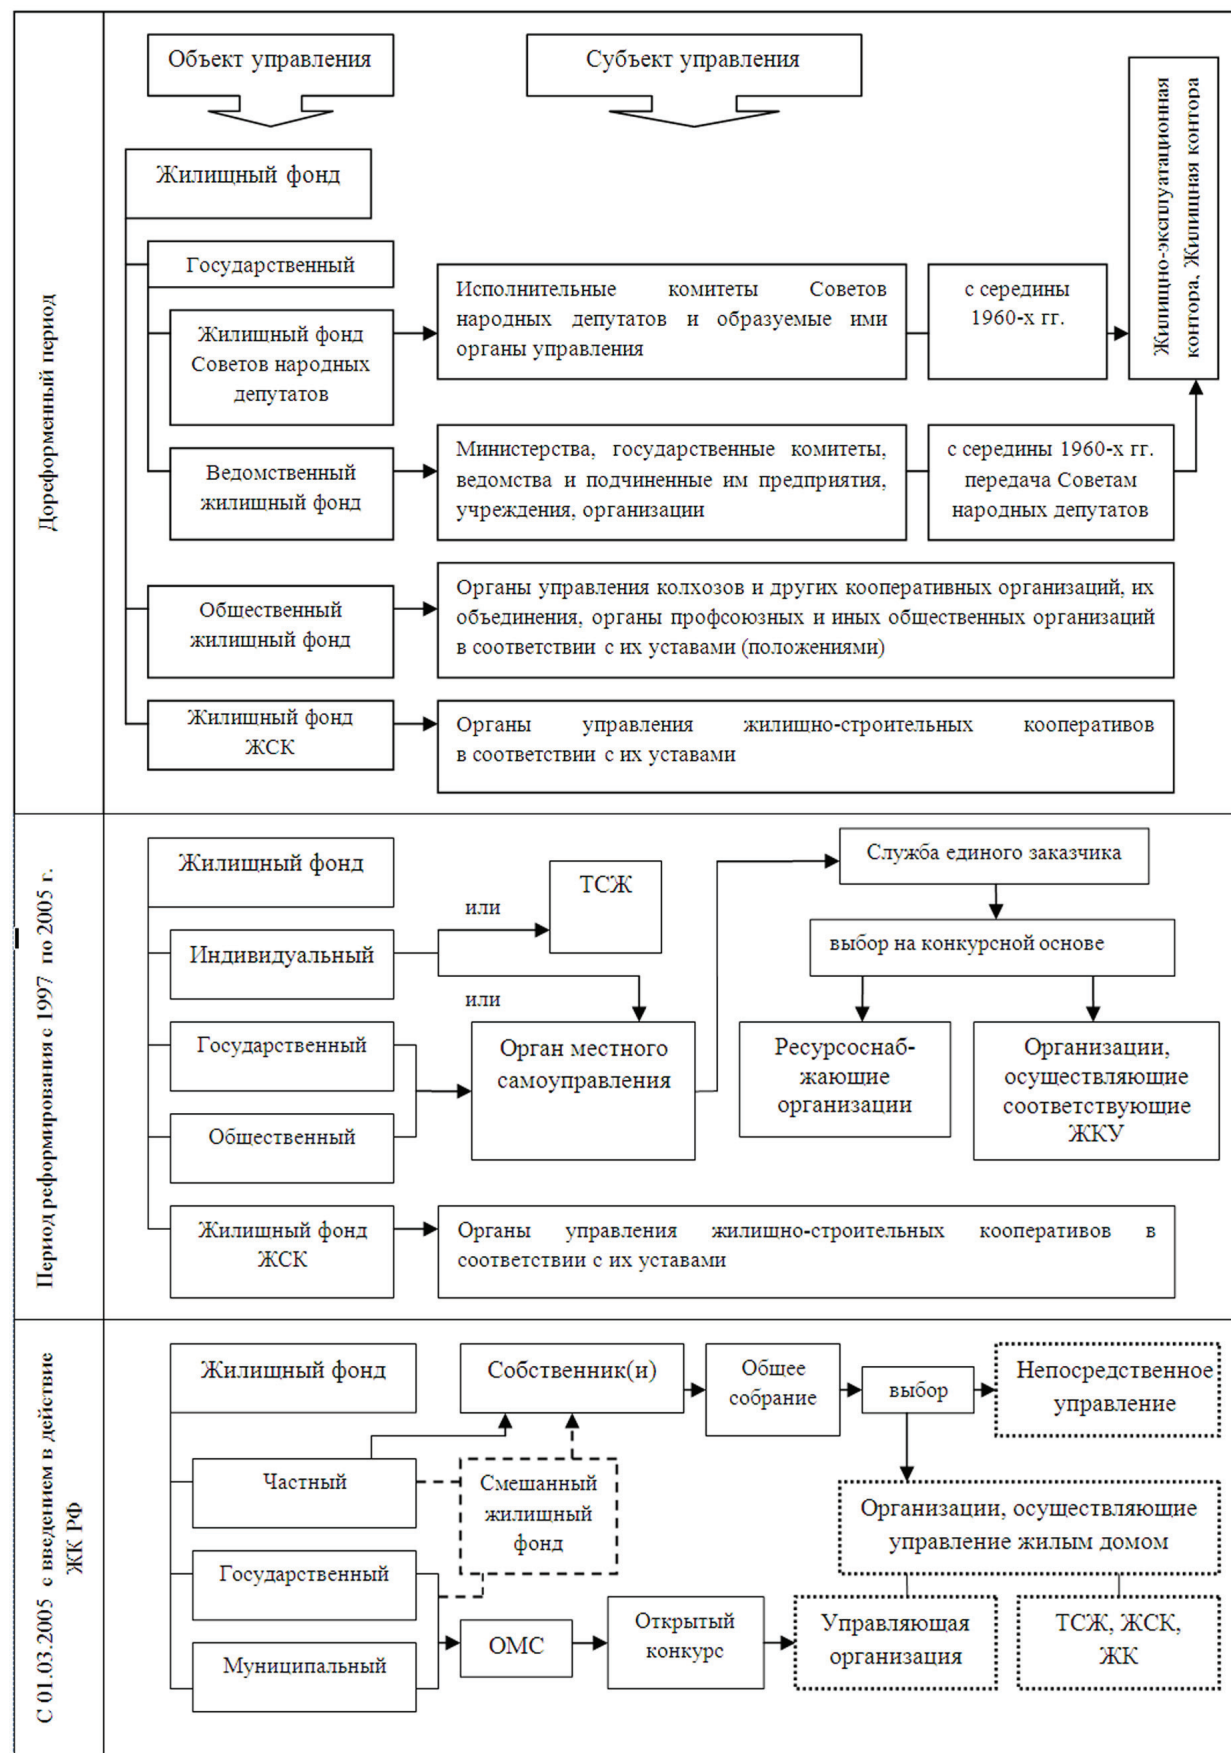 Дореформенный период
Объект управления
Субъект управления
Жилищно-эксплуатационная
контора, Жилищная контора
Жилищный фонд
Государственный
Жилищный фонд
Советов народных
депутатов
Исполнительные комитеты Советов
народных депутатов и образуемые ими
органы управления
с середины
1960-х гг.
Ведомственный
жилищный фонд
Министерства, государственные комитеты,
ведомства и подчиненные им предприятия,
учреждения, организации
с середины 1960-х гг.
передача Советам
народных депутатов
Общественный
жилищный фонд
Органы управления колхозов и других кооперативных организаций, их
объединения, органы профсоюзных и иных общественных организаций
в соответствии с их уставами (положениями)
Жилищный фонд
ЖСК
Органы управления жилищно-строительных кооперативов
в соответствии с их уставами
Период реформирования с 1997 по 2005 г.
Жилищный фонд
Индивидуальный
или
ТСЖ
или
Служба единого заказчика
выбор на конкурсной основе
Государственный
Общественный
Орган местного
самоуправления
Ресурсоснаб-
жающие
организации
Организации,
осуществляющие
соответствующие
ЖКУ
Жилищный фонд
ЖСК
Органы управления жилищно-строительных кооперативов в
соответствии с их уставами
С 01.03.2005 с введением в действие
ЖК РФ
Жилищный фонд
Собственник(и)
Общее
собрание
выбор
Непосредственное
управление
Частный
Смешанный
жилищный
фонд
Организации, осуществляющие
управление жилым домом
Государственный
Муниципальный
ОМС
Открытый
конкурс
Управляющая
организация
ТСЖ, ЖСК,
ЖК